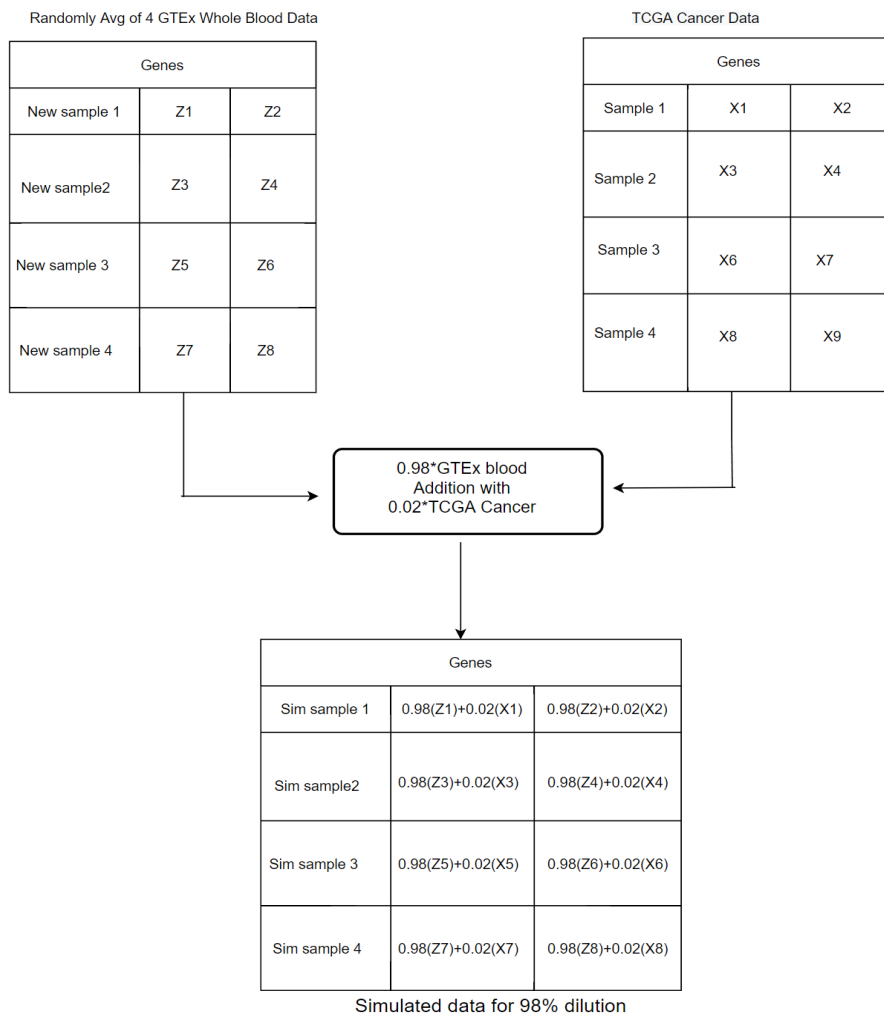 Randomly Avg of 4 GTEx Whole Blood Data
Genes
New sample 1 Z1 Z2
New sample2 Z3 Z4
New sample 3 Z5 Z6
New sample 4 Z7 Z8
TCGA Cancer Data
Genes
Sample 1 X1 X2
Sample 2 X3 X4
Sample 3 X6 X7
Sample 4 X8 X9
0.98*GTEx blood
Addition with
0.02*TCGA Cancer
Genes
Sim sample 1 0.98(Z1)+0.02(X1) 0.98(Z2)+0.02(X2)
Sim sample2 0.98(Z3)+0.02(X3) 0.98(Z4)+0.02(X4)
Sim sample 3 0.98(Z5)+0.02(X5) 0.98(Z6)+0.02(X6)
Sim sample 4 0.98(Z7)+0.02(X7) 0.98(Z8)+0.02(X8)
Simulated data for 98% dilution